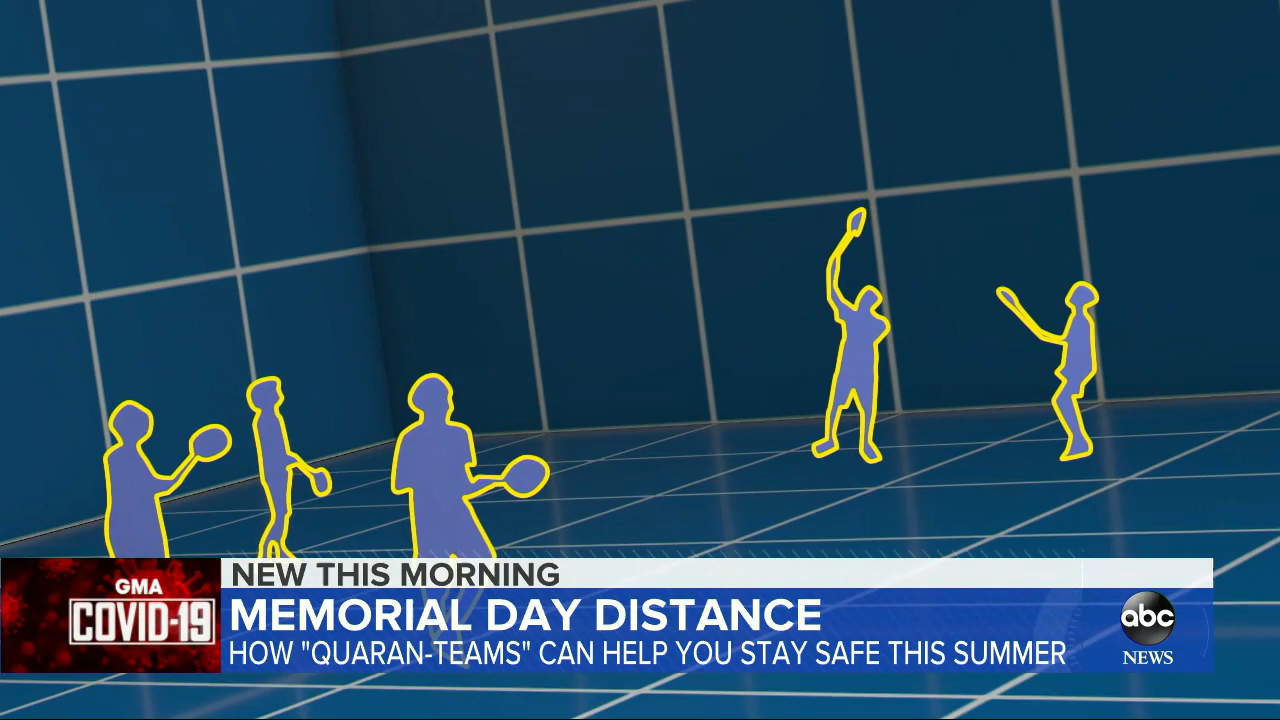 NEW THIS MORNING
GMA
COVID-19
MEMORIAL DAY DISTANCE
HOW "QUARAN-TEAMS" CAN HELP YOU STAY SAFE THIS SUMMER
abc
NEWS